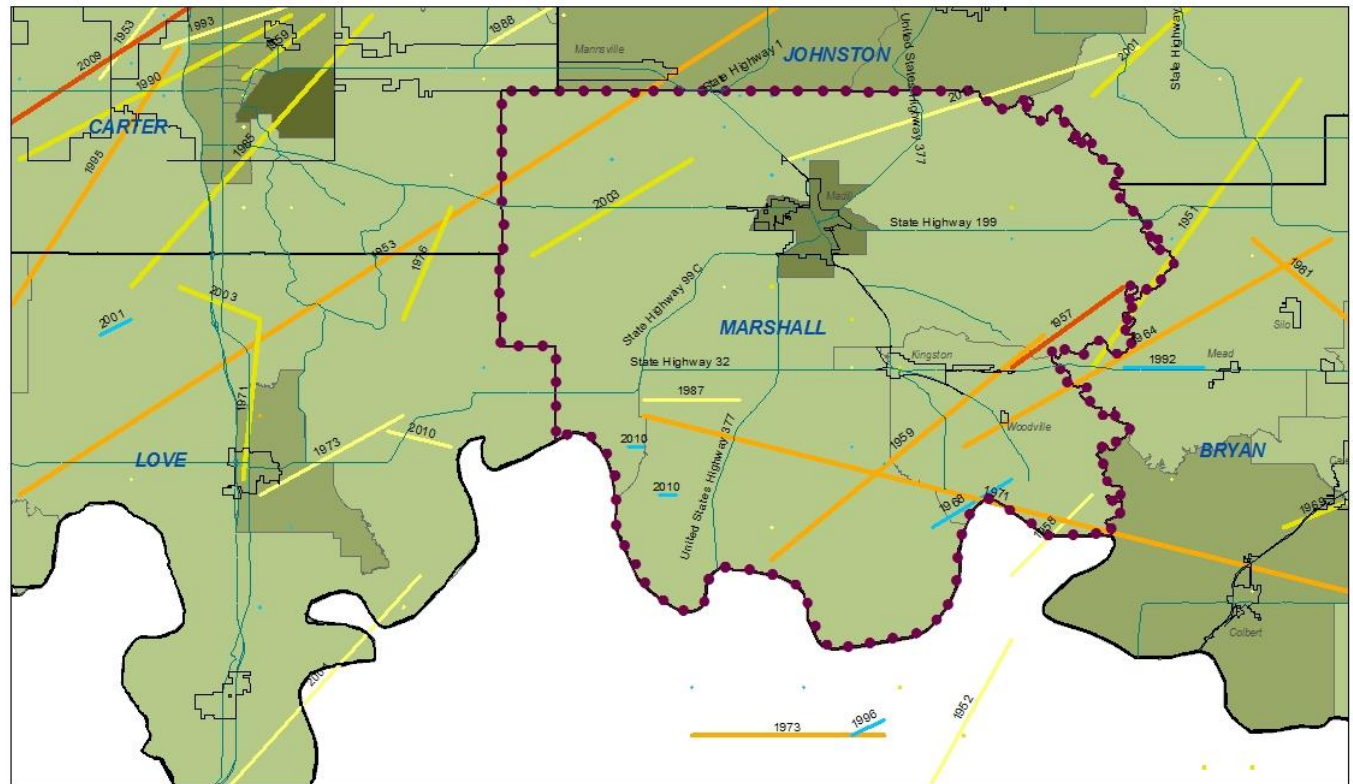 1953
1993
1988
1959
2009
1990
Mannsville
JOHNSTON
State Highway 1
United States Highway 377
2001
State Highway
CARTER
1985
1995
2003
Madill
State Highway 199
1951
1953
1976
1981
2003
2001
State Highway 99C
MARSHALL
1957
1964
Silo
Kingston
1992
Mead
State Highway 32
1971
1987
2010
1973
2010
1959
Woodville
LOVE
BRYAN
2010
United States Highway 377
1968
1971
1958
1969
Colbert
1952
1973
1996